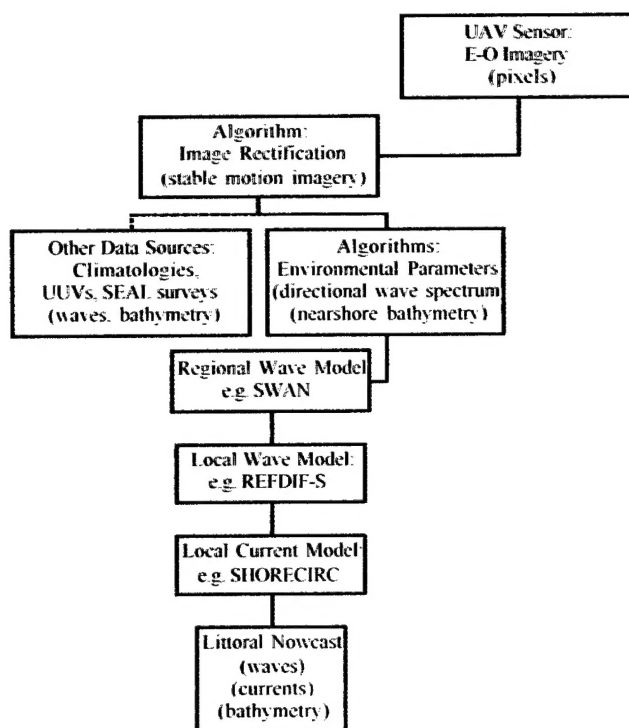 UAV Sensor:
E-O Imagery
(pixels)
Algorithm:
Image Rectification
(stable motion imagery)
Other Data Sources:
Climatologies,
UUVs, SEAL surveys
(waves, bathymetry)
Algorithms:
Environmental Parameters
(directional wave spectrum
(nearshore bathymetry)
Regional Wave Model
e.g. SWAN
Local Wave Model:
e.g. REFDIF-S
Local Current Model:
e.g. SHORECIRC
Littoral Nowcast
(waves)
(currents)
(bathymetry)